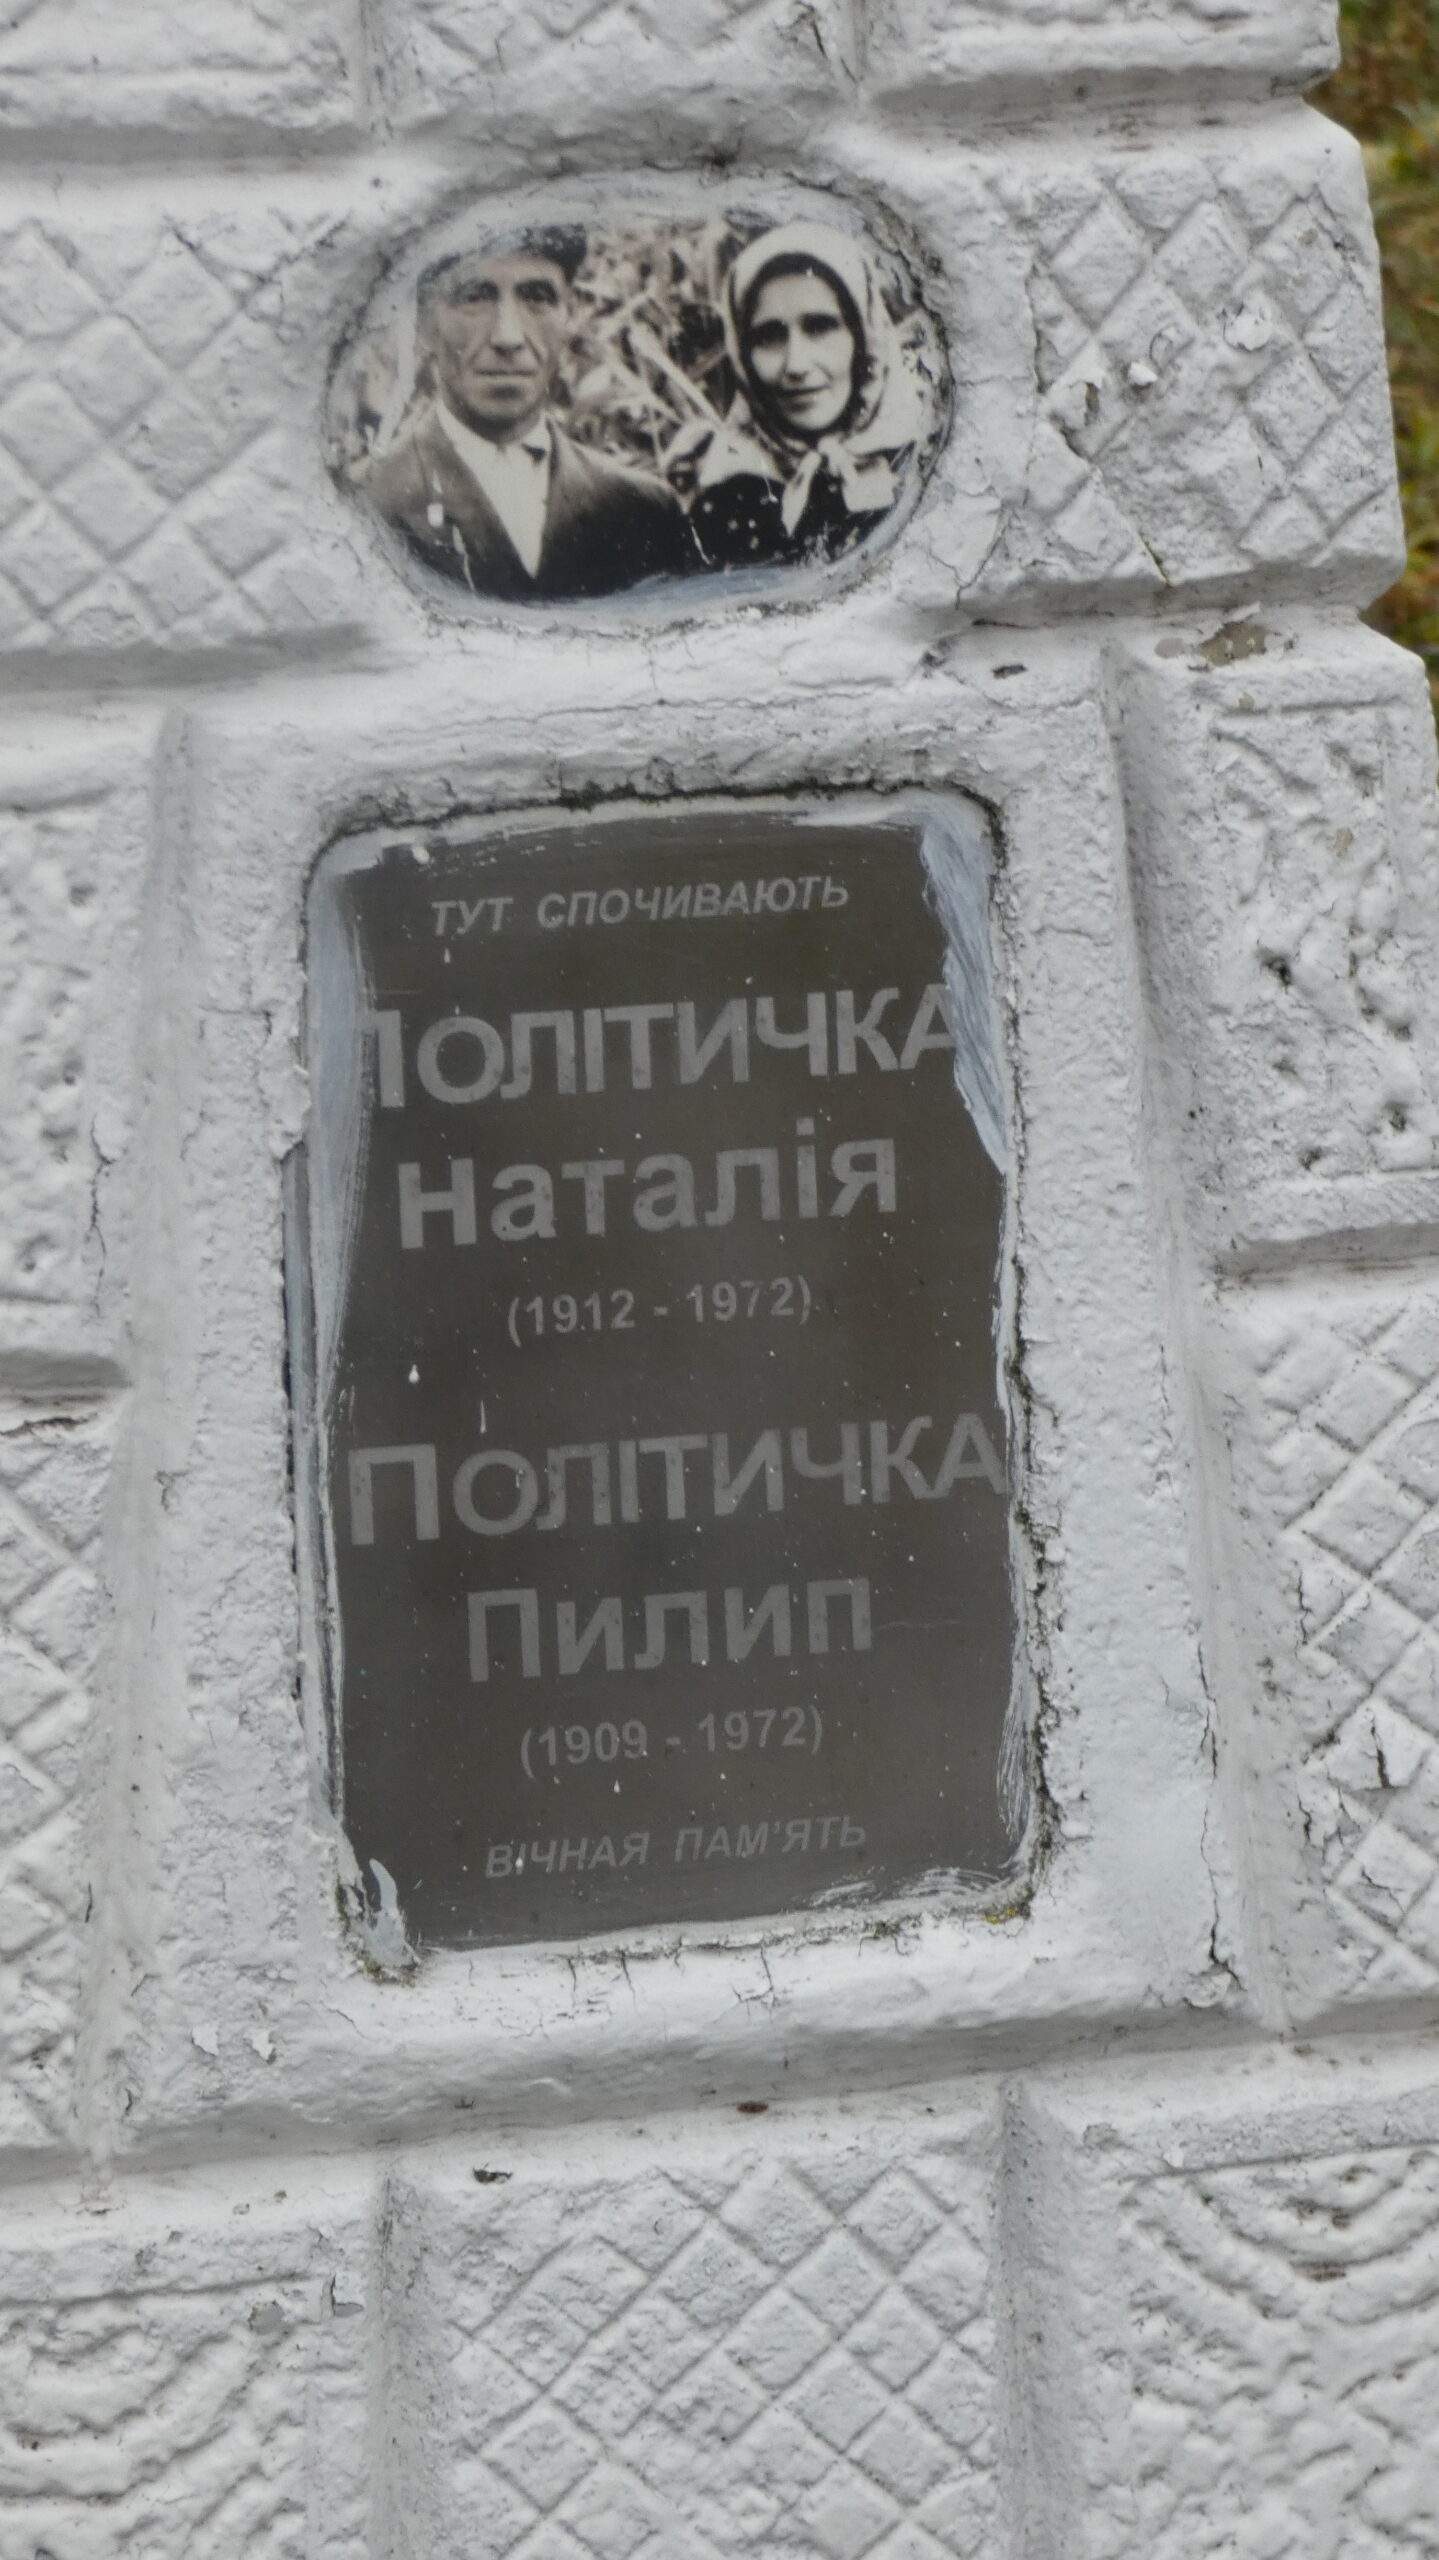 ТУТ СПОЧИВАЮТЬ
ПОЛІТИЧКА
Наталія
(1912 - 1972)
ПОЛІТИЧКА
Пилип
(1909 - 1972)
ВІЧНАЯ ПАМ'ЯТЬ